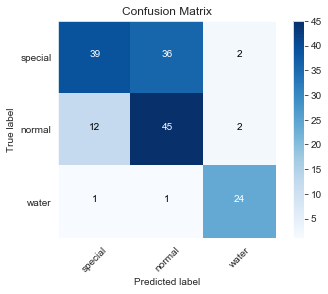 Confusion Matrix
special 39 36 2
normal 12 45 2
water 1 1 24
special normal water
True label
Predicted label
45
40
35
30
25
20
15
10
5